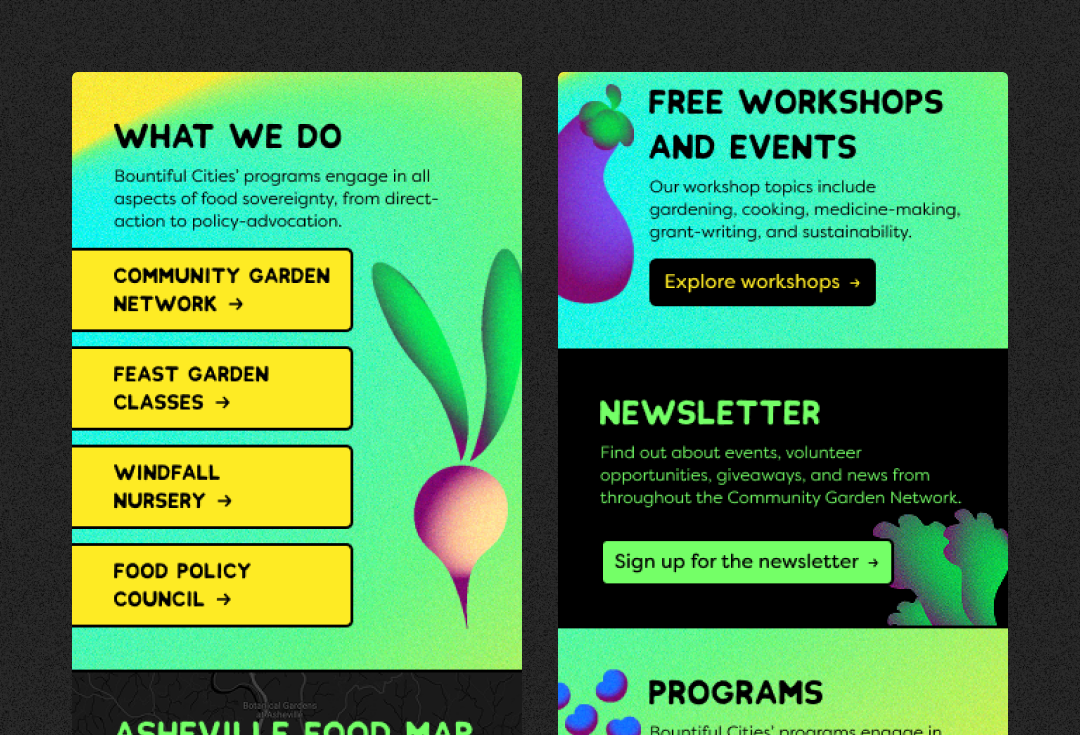 WHAT WE DO
Bountiful Cities' programs engage in all
aspects of food sovereignty, from direct-
action to policy-advocation.
COMMUNITY GARDEN
NETWORK →
FEAST GARDEN
CLASSES →
WINDFALL
NURSERY →
FOOD POLICY
COUNCIL →
Botanical Gardens
at Asheville
ASHEVILLE FOOD MAP
FREE WORKSHOPS
AND EVENTS
Our workshop topics include
gardening, cooking, medicine-making,
grant-writing, and sustainability.
Explore workshops →
NEWSLETTER
Find out about events, volunteer
opportunities, giveaways, and news from
throughout the Community Garden Network.
Sign up for the newsletter →
PROGRAMS
Bountiful Cities' programs engage in